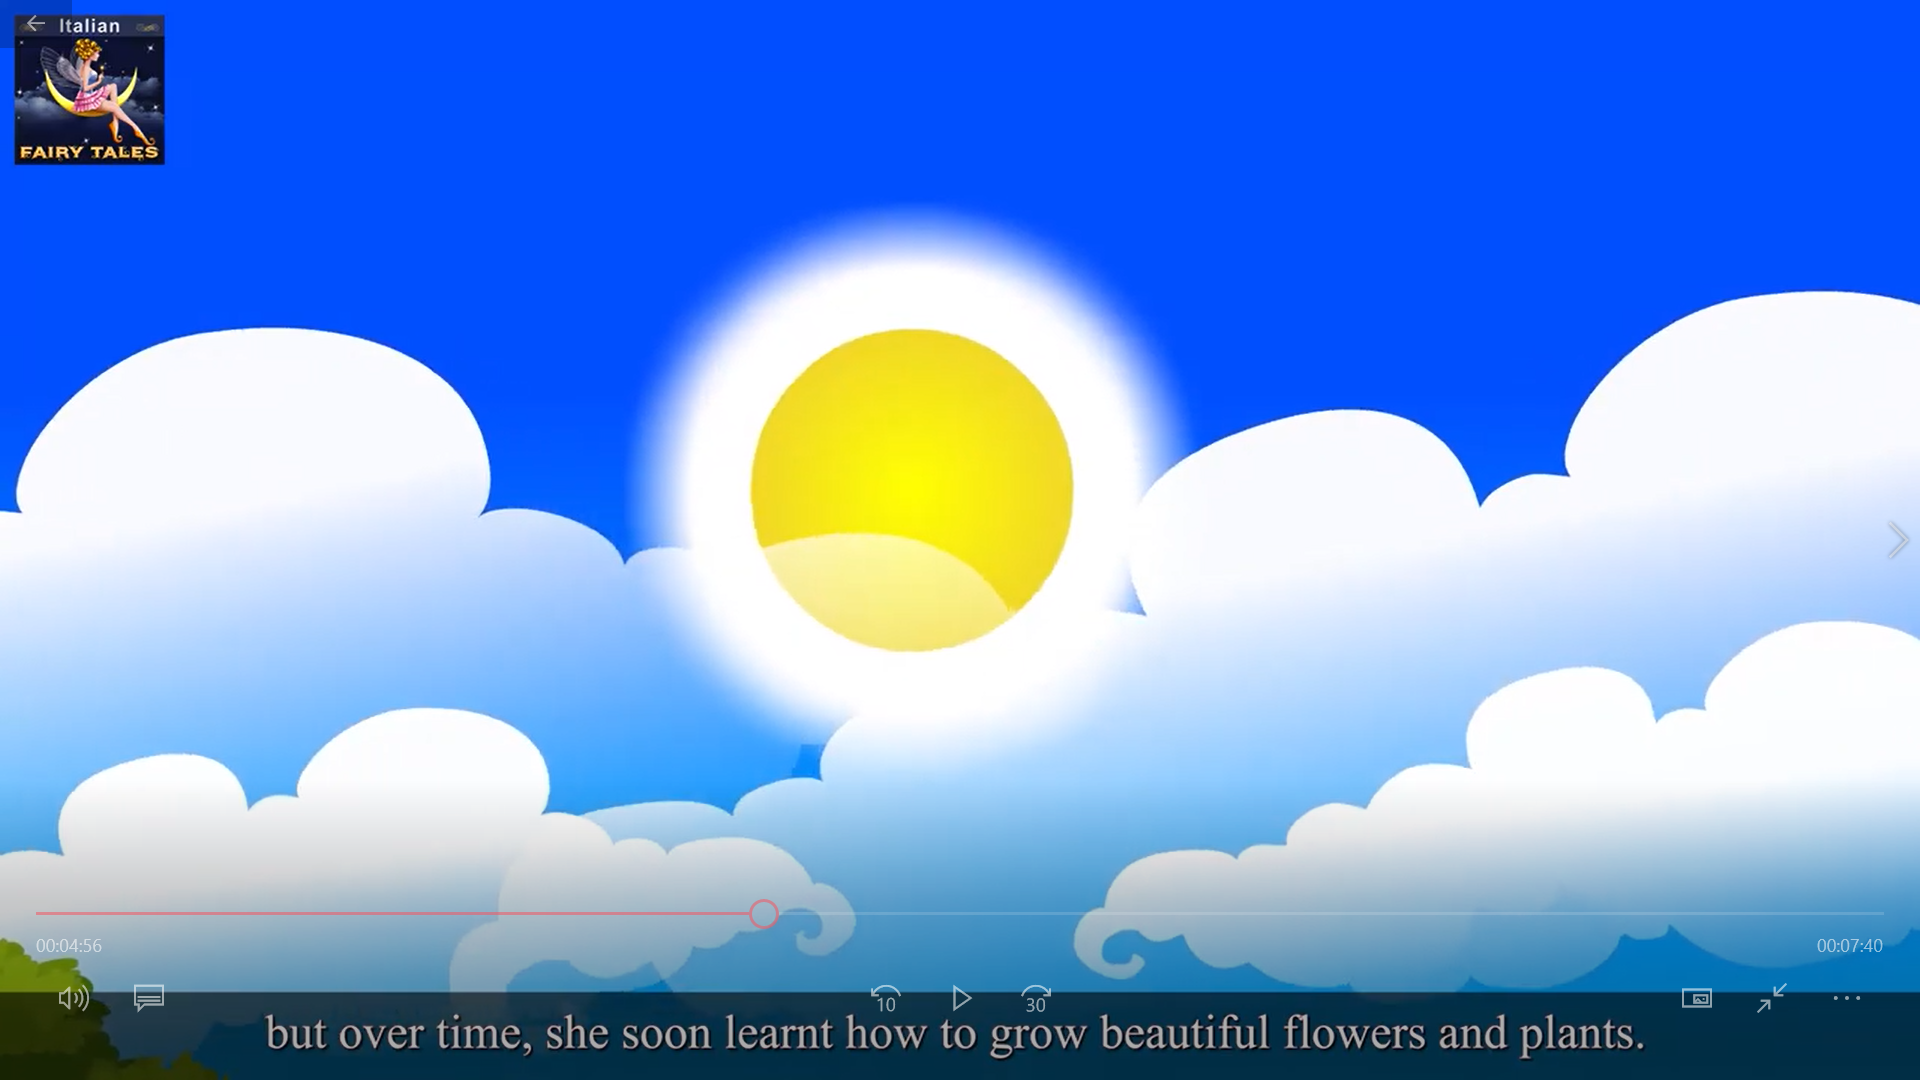 Italian
FAIRY TALES
00:04:56
00:07:40
10
30
but over time, she soon learnt how to grow beautiful flowers and plants.